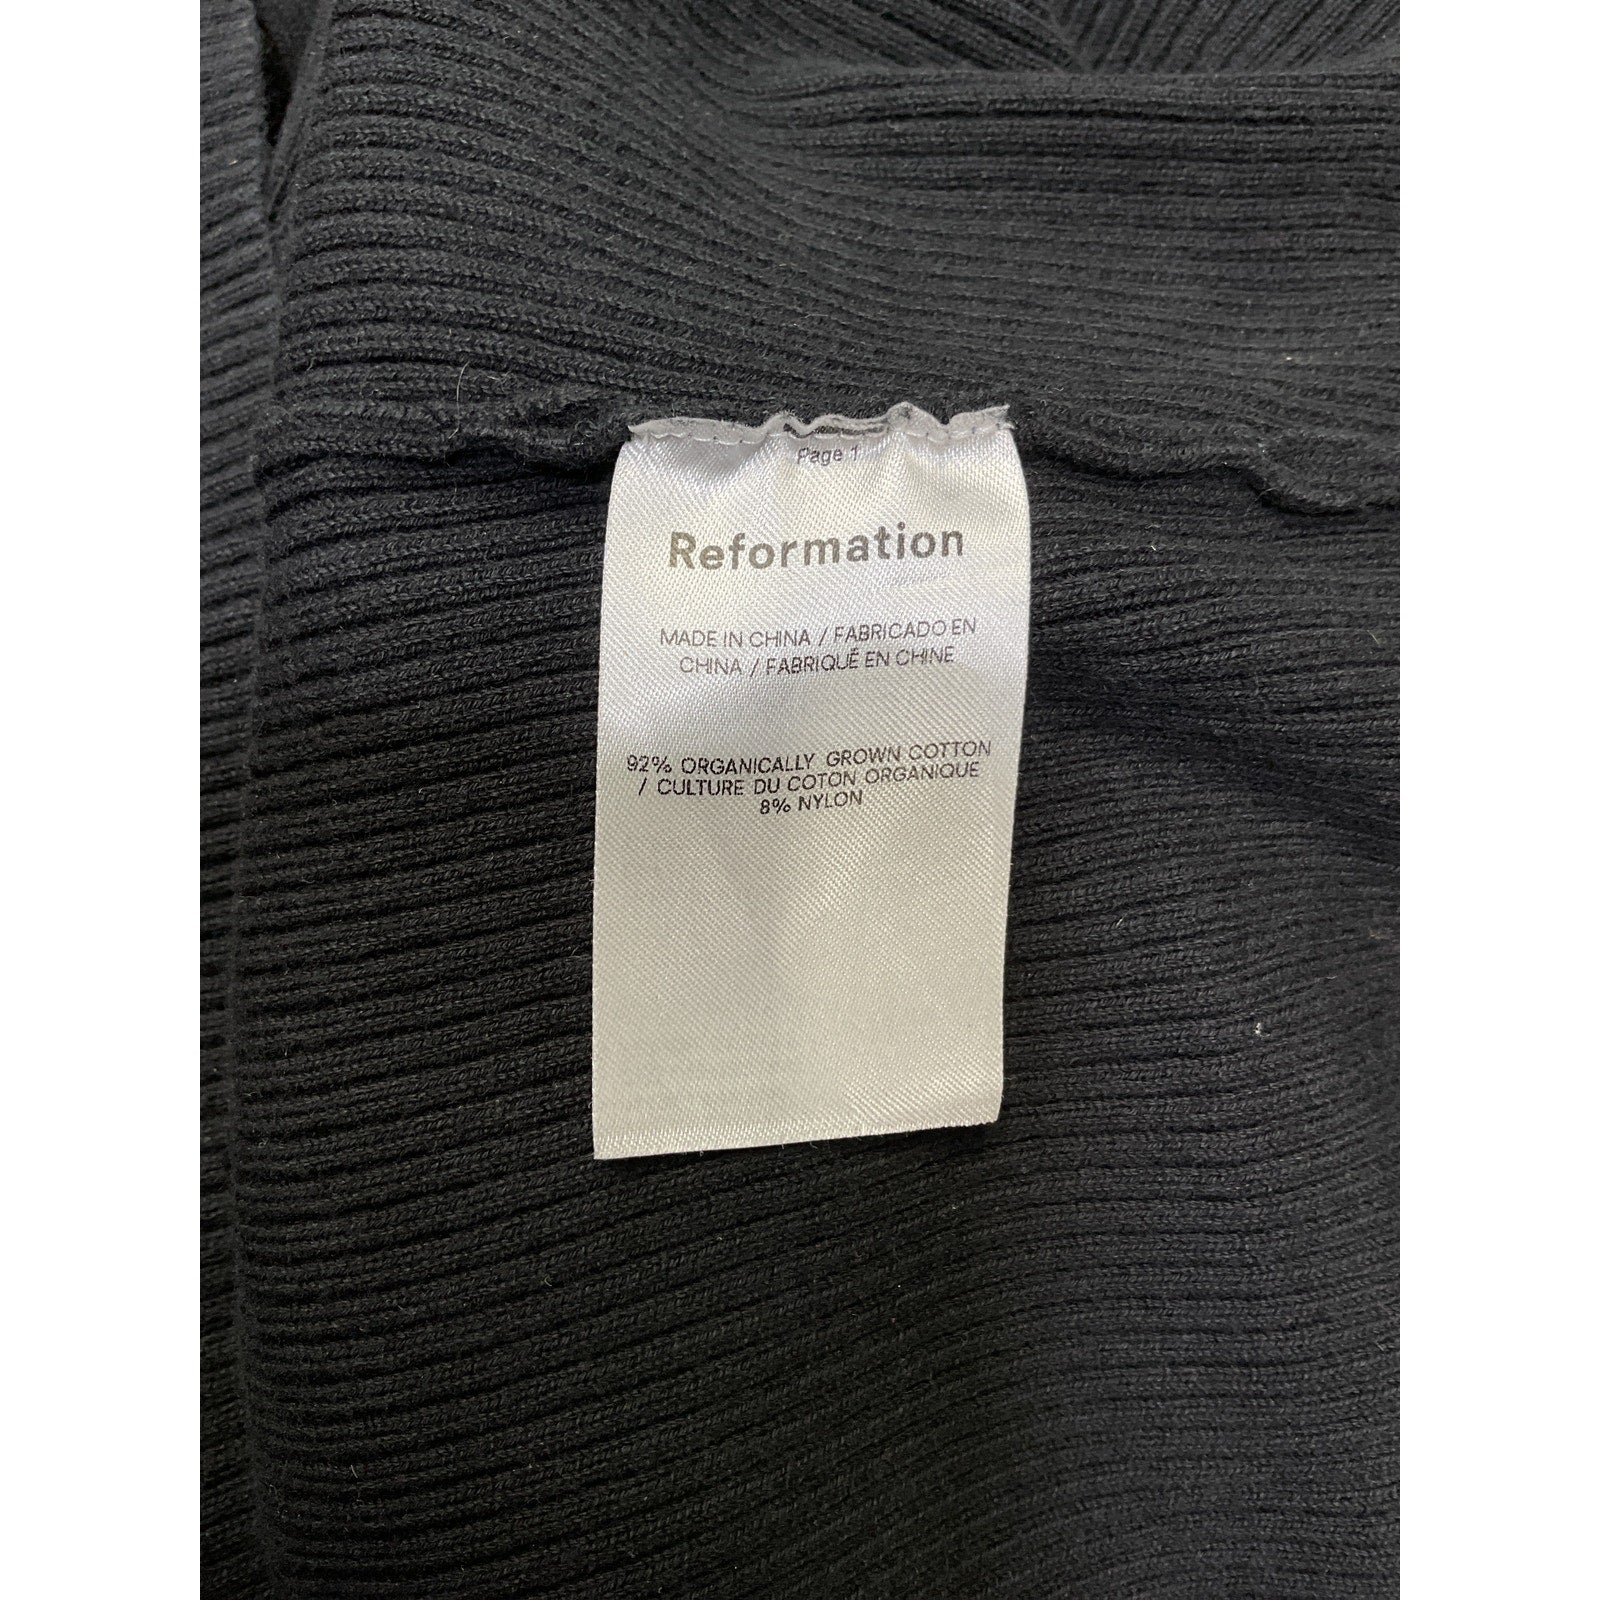 Page 1
Reformation
MADE IN CHINA / FABRICADO EN
CHINA / FABRIQUÉ EN CHINE
92% ORGANICALLY GROWN COTTON
/ CULTURE DU COTON ORGANIQUE
8% NYLON